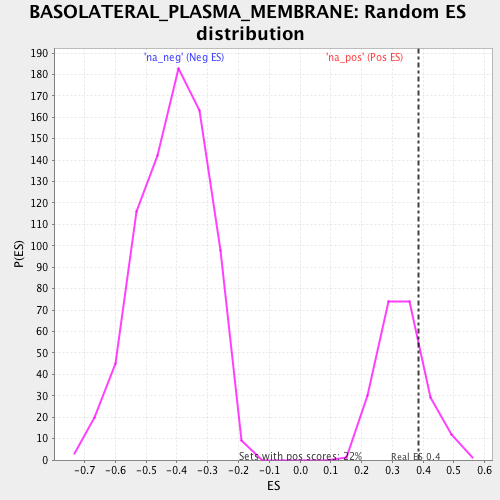 BASOLATERAL_PLASMA_MEMBRANE: Random ES
distribution
'na_neg' (Neg ES)
'na_pos' (Pos ES)
190
180
170
160
150
140
130
120
110
100
90
80
70
60
50
40
30
20
10
0
P(ES)
Sets with pos scores: 22%
Real ES 0.4
-0.7 -0.6 -0.5 -0.4 -0.3 -0.2 -0.1 0.0 0.1 0.2 0.3 0.4 0.5 0.6
ES